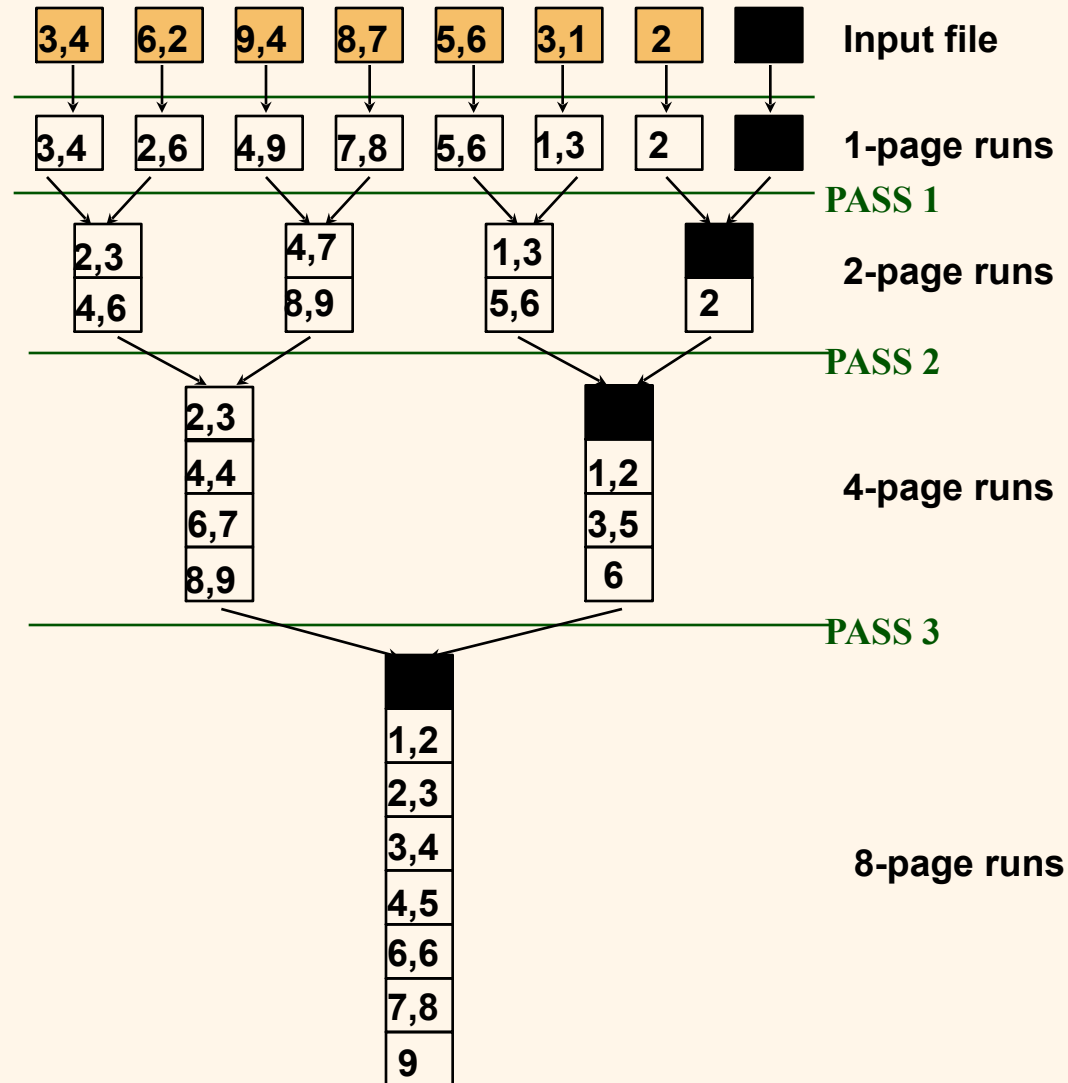 3,4 6,2 9,4 8,7 5,6 3,1 2 Input file
3,4 2,6 4,9 7,8 5,6 1,3 2 1-page runs
PASS 1
2,3 4,7 1,3
4,6 8,9 5,6 2
2-page runs
PASS 2
2,3
4,4 1,2
6,7 3,5
8,9 6
4-page runs
PASS 3
1,2
2,3
3,4
4,5
6,6
7,8
9
8-page runs